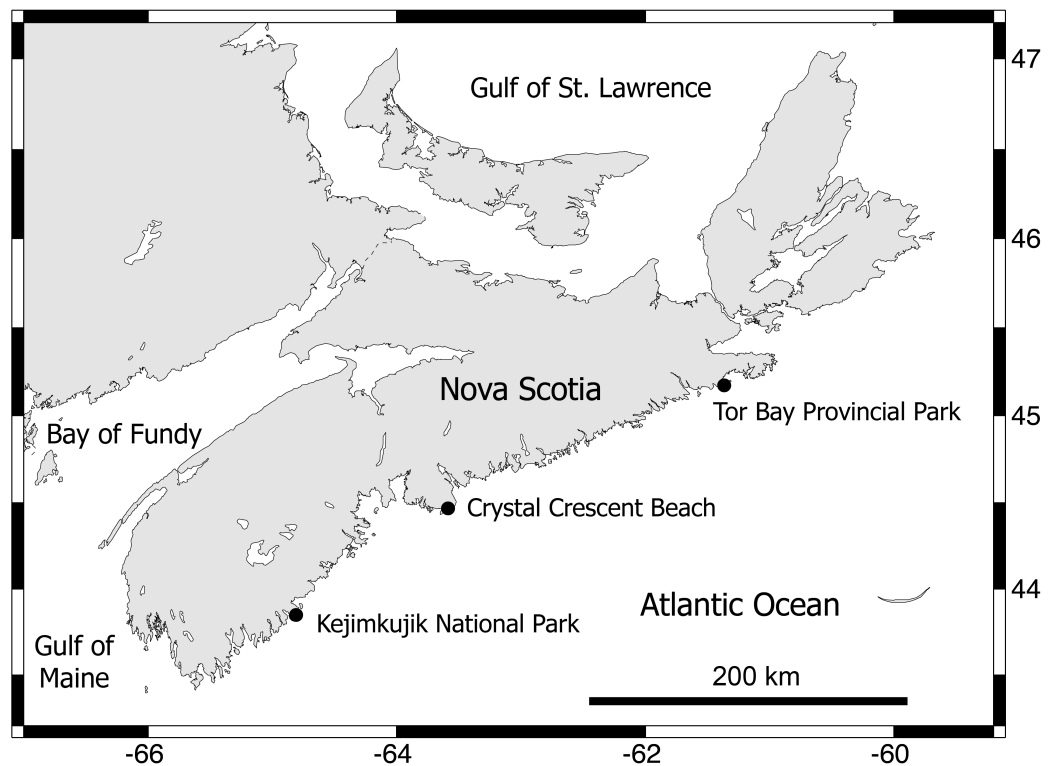 47
Gulf of St. Lawrence
46
Nova Scotia
Tor Bay Provincial Park
45
Bay of Fundy
Crystal Crescent Beach
44
Atlantic Ocean
Kejimkujik National Park
Gulf of
Maine
200 km
-66
-64
-62
-60